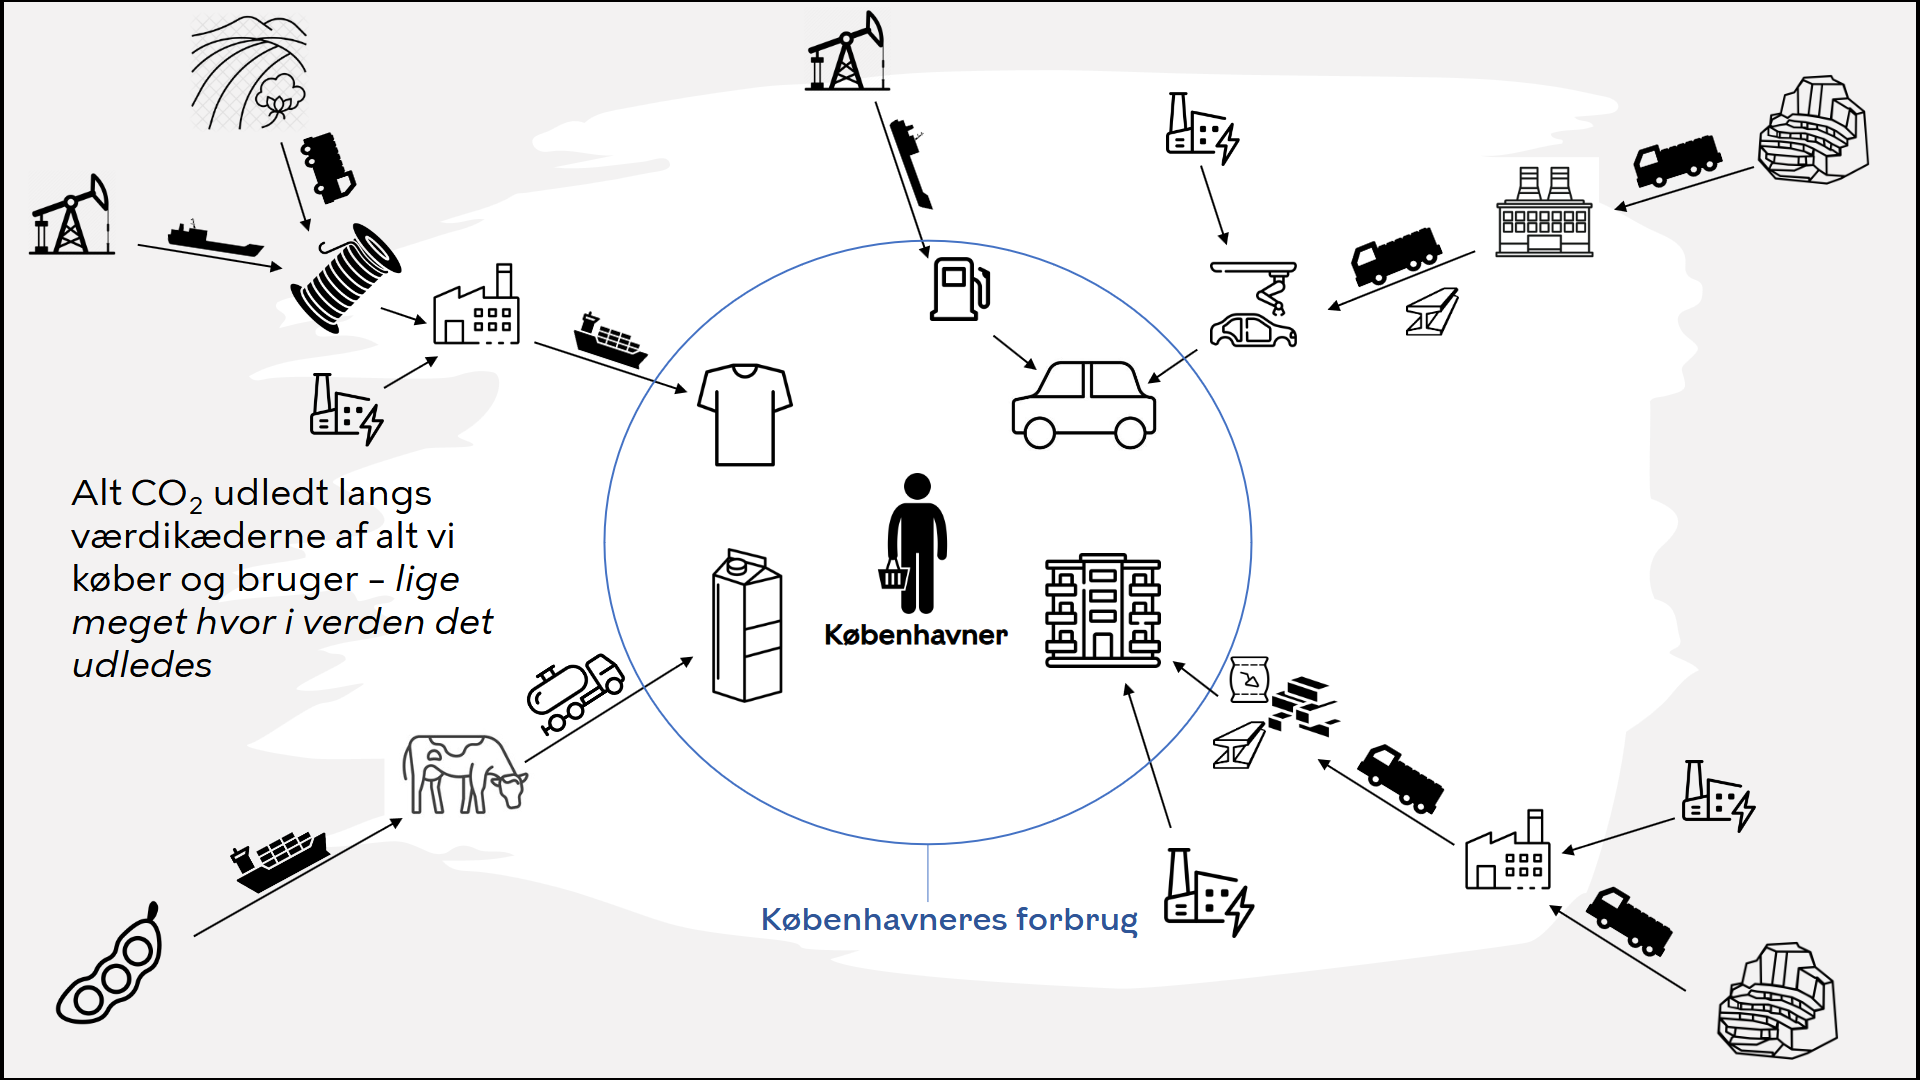 Alt CO₂ udledt langs
værdikæderne af alt vi
køber og bruger – lige
meget hvor i verden det
udledes
Københavner
Københavneres forbrug